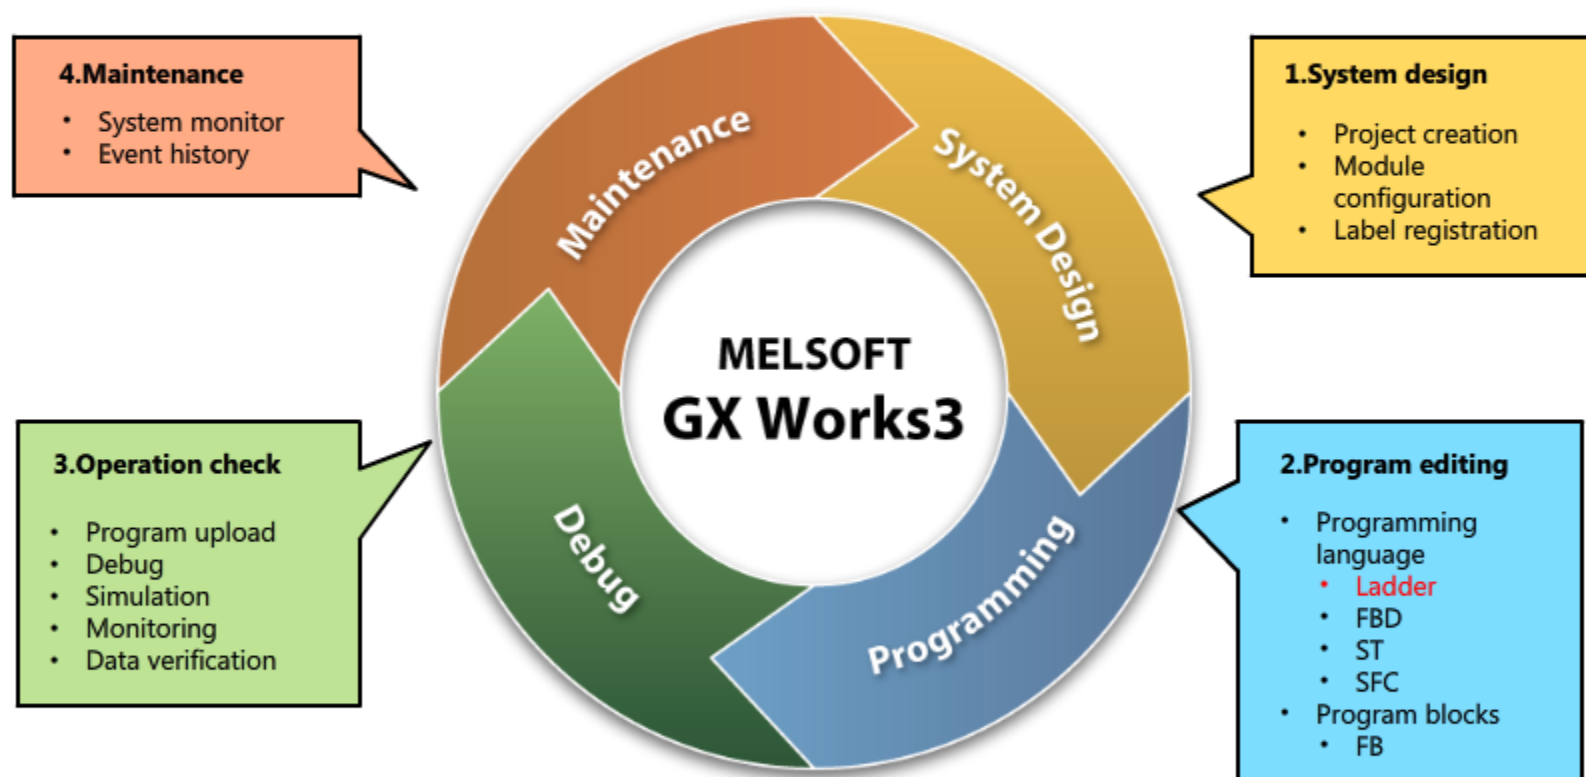 4.Maintenance
• System monitor
• Event history
1.System design
• Project creation
• Module
configuration
• Label registration
Maintenance
System Design
MELSOFT
GX Works3
Debug
Programming
3.Operation check
• Program upload
• Debug
• Simulation
• Monitoring
• Data verification
2.Program editing
• Programming
language
• Ladder
• FBD
• ST
• SFC
• Program blocks
• FB